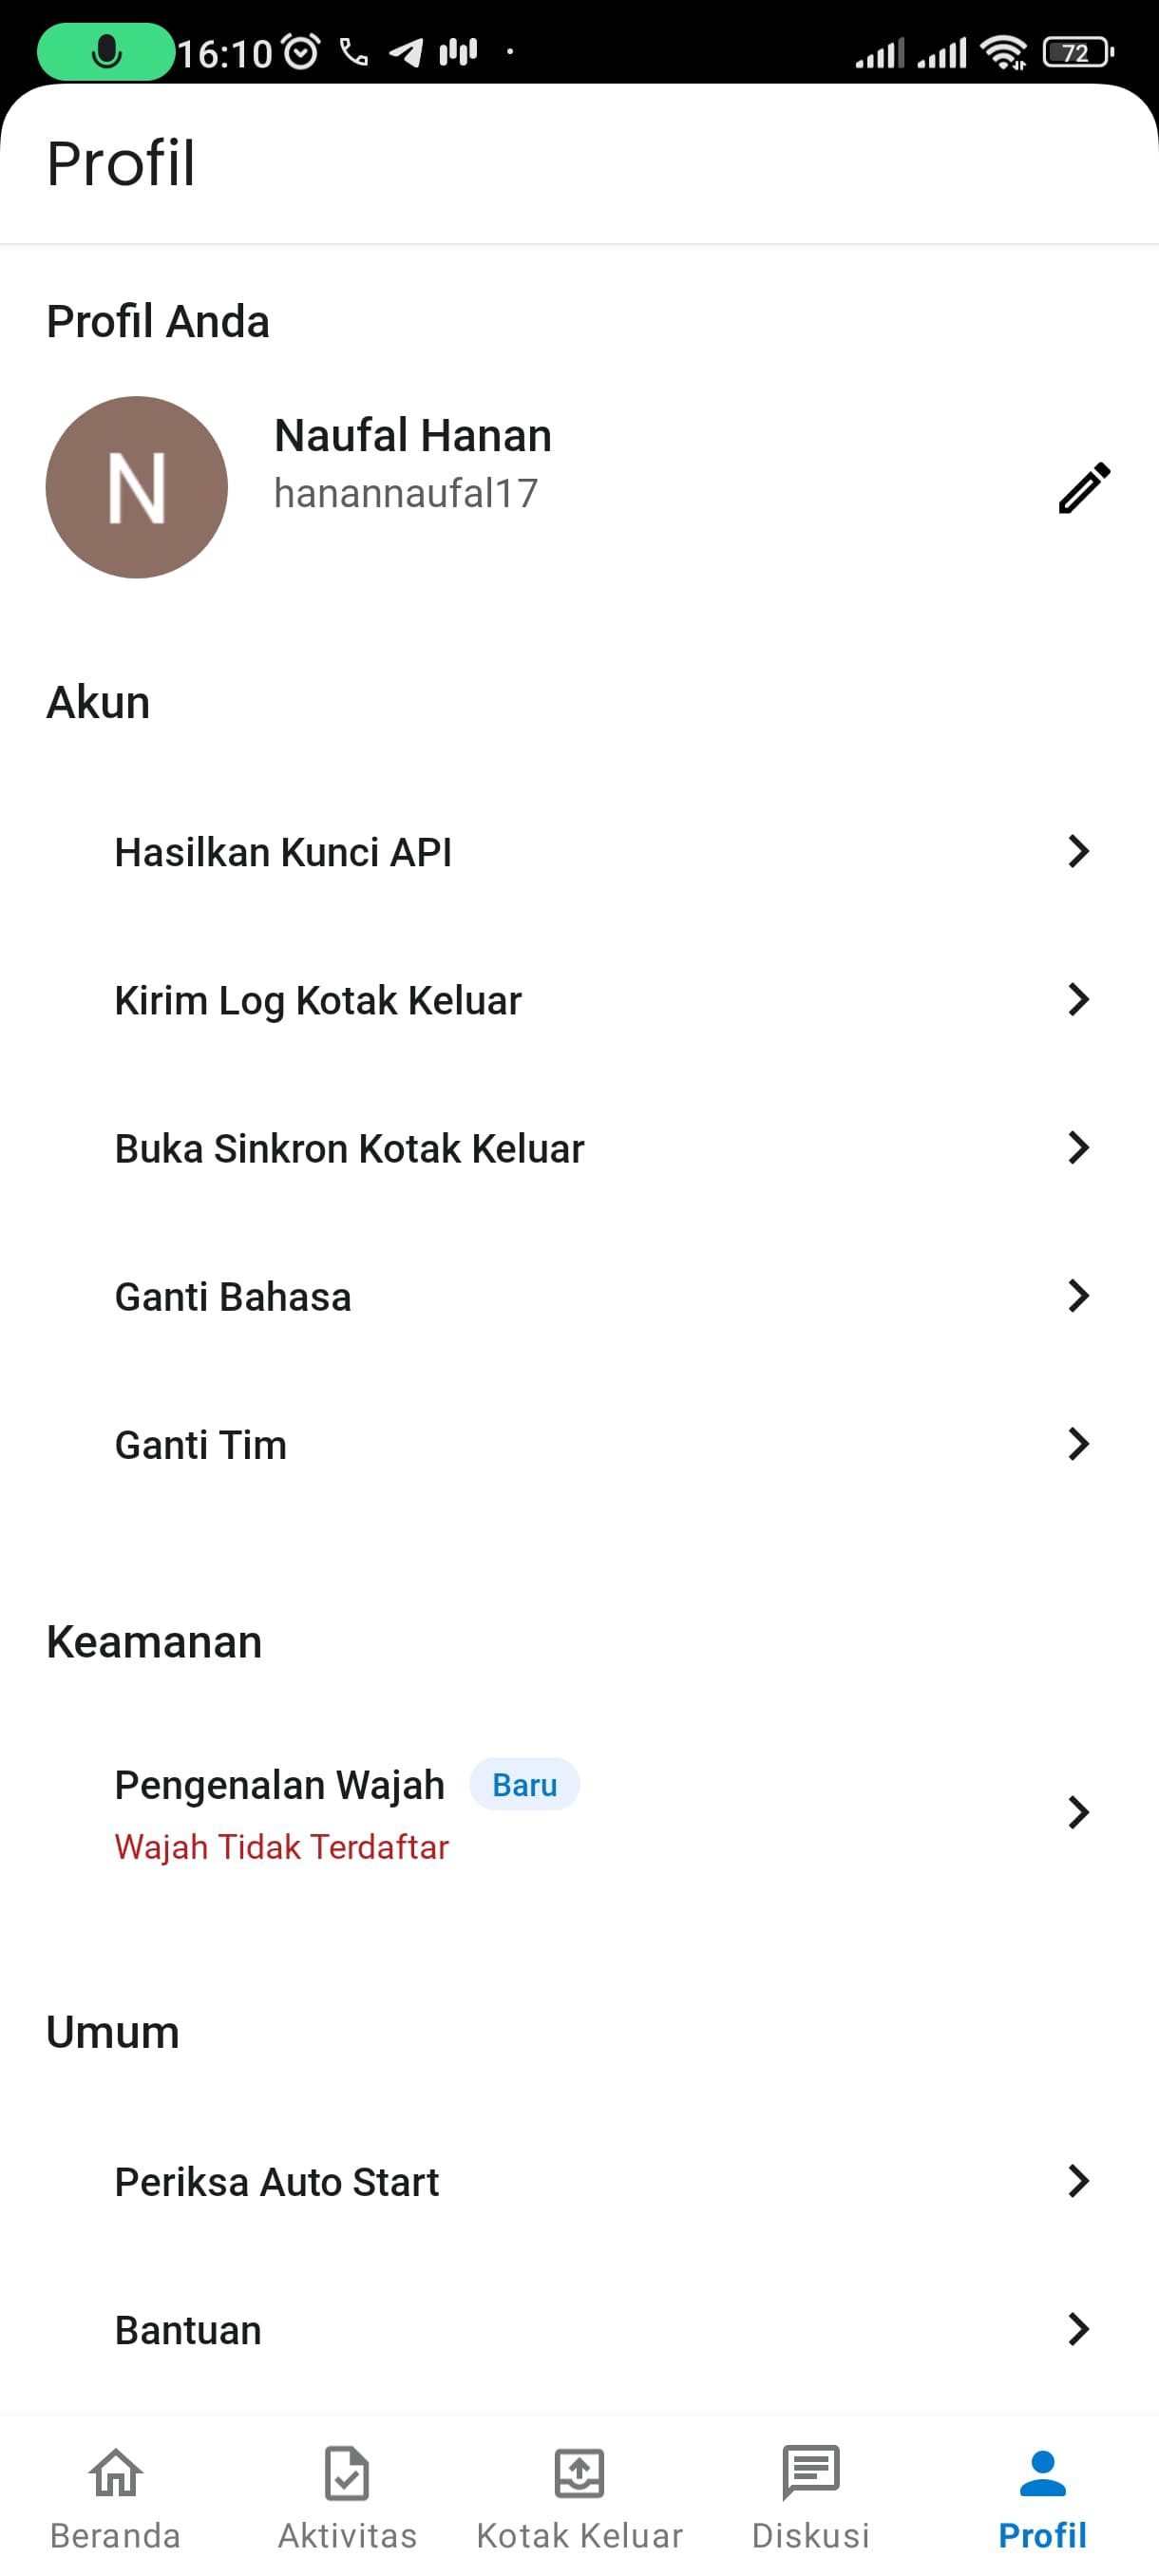 16:10
72
Profil
Profil Anda
N
Naufal Hanan
hanannaufal17
Akun
Hasilkan Kunci API
Kirim Log Kotak Keluar
Buka Sinkron Kotak Keluar
Ganti Bahasa
Ganti Tim
Keamanan
Pengenalan Wajah Baru
Wajah Tidak Terdaftar
Umum
Periksa Auto Start
Bantuan
Beranda Aktivitas Kotak Keluar Diskusi Profil